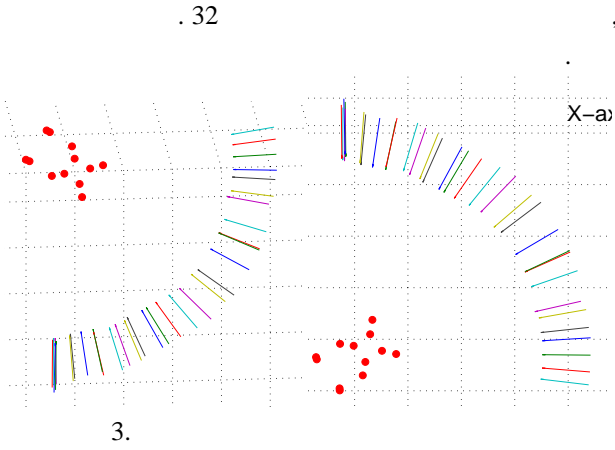 . 32
,
.
X−ax
3.